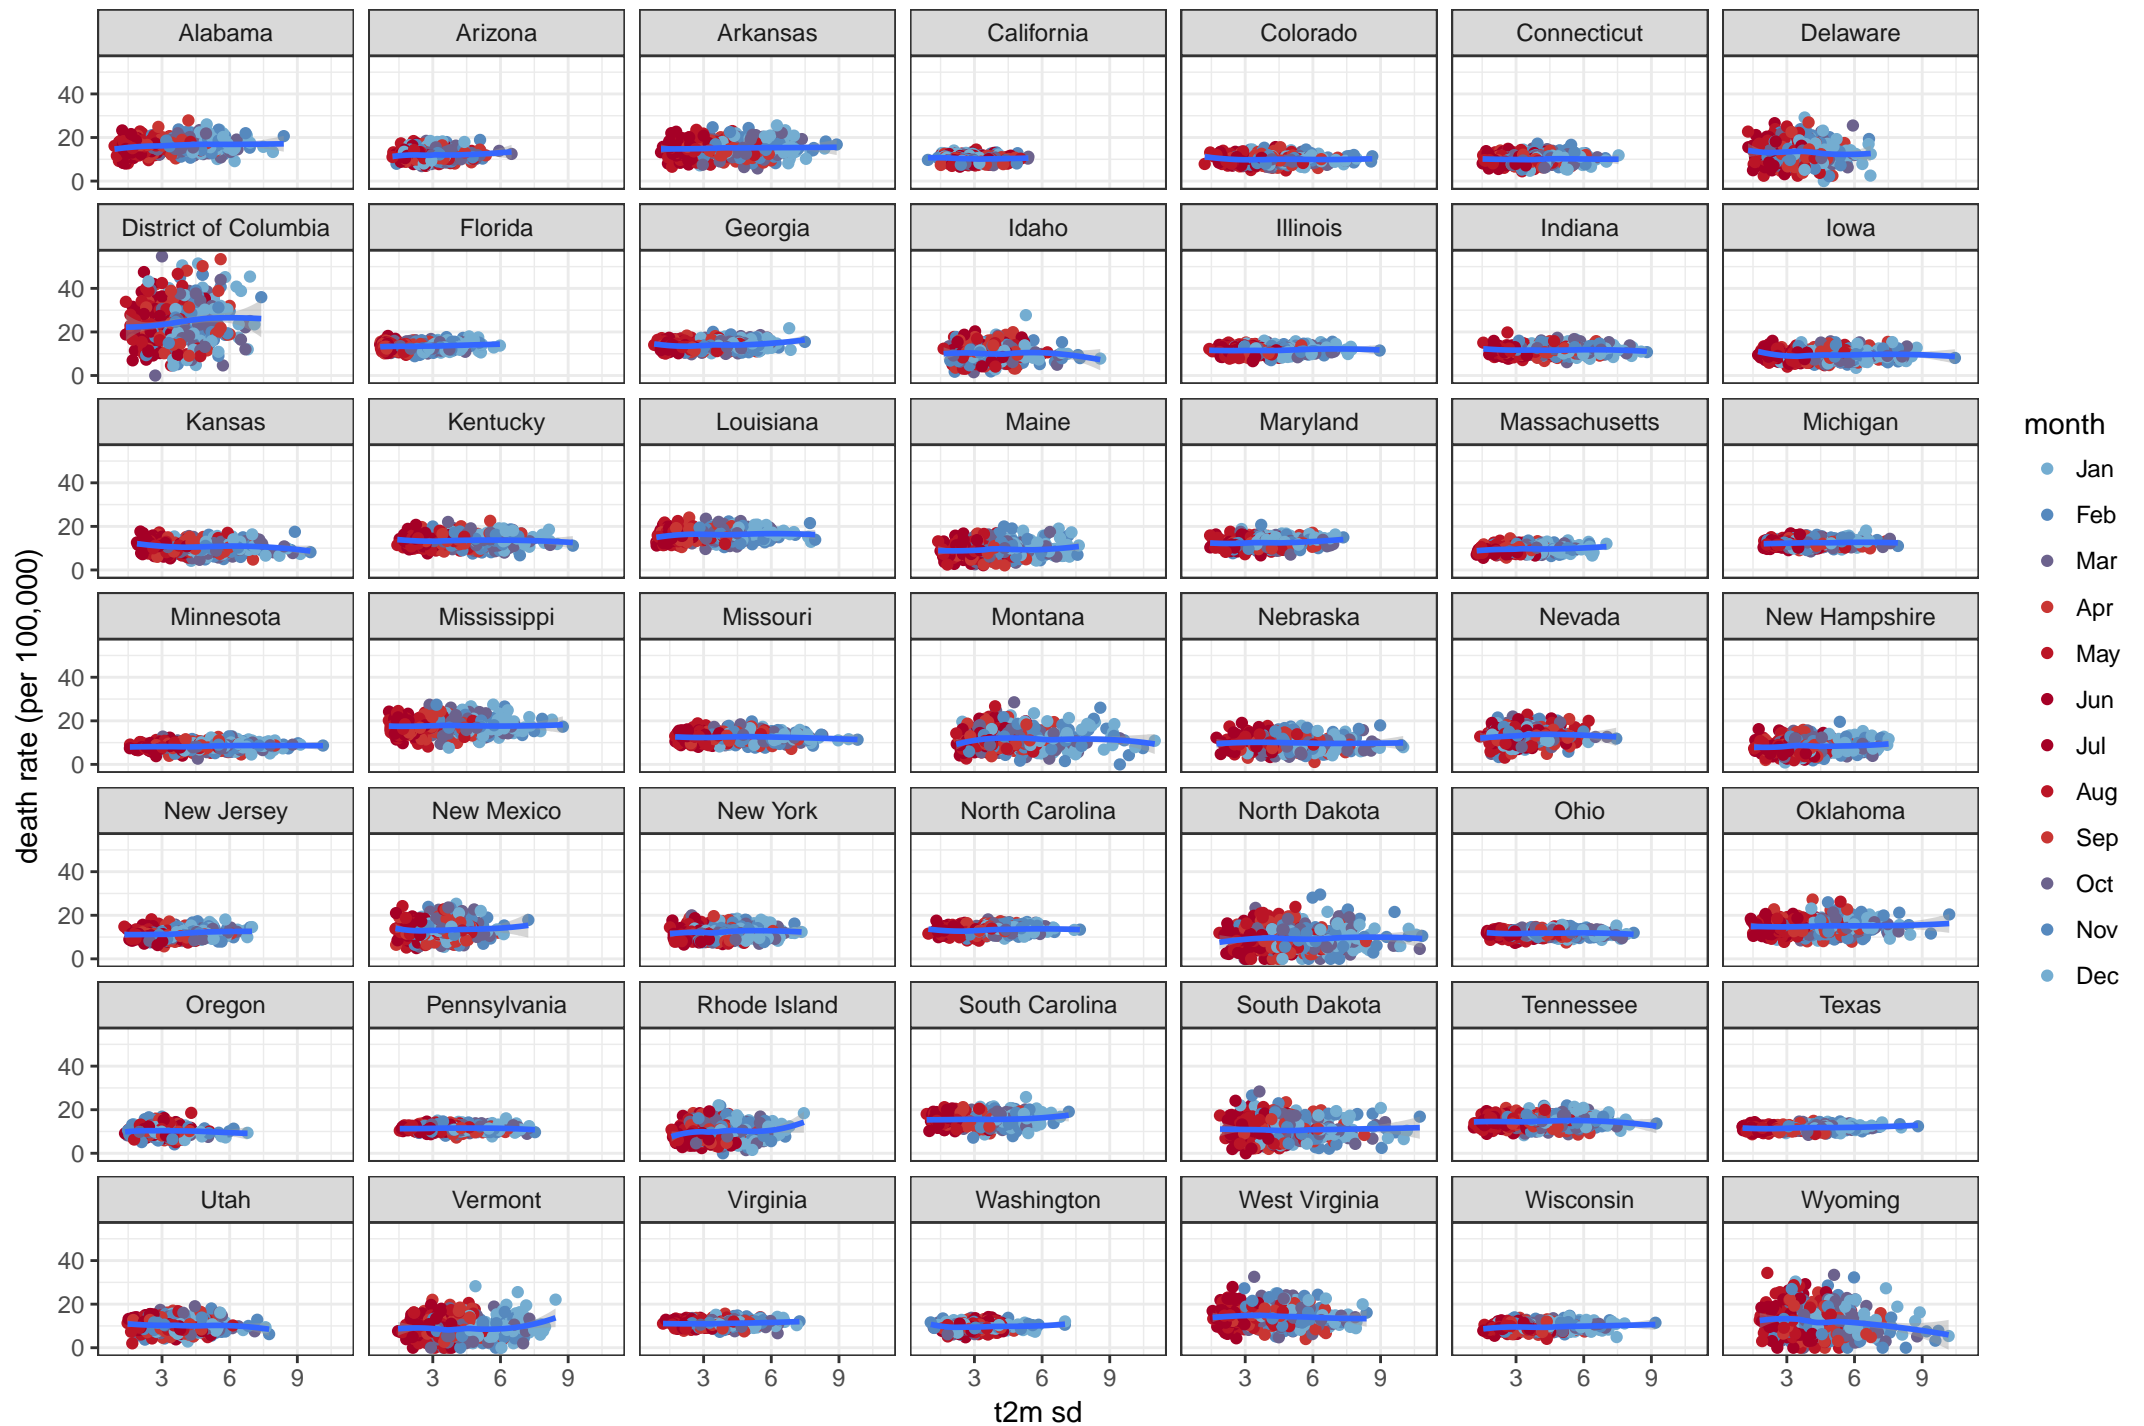 Alabama Arizona Arkansas California Colorado Connecticut Delaware
40
20
0
District of Columbia Florida Georgia Idaho Illinois Indiana Iowa
40
20
0
Kansas Kentucky Louisiana Maine Maryland Massachusetts Michigan
40
20
0
Minnesota Mississippi Missouri Montana Nebraska Nevada New Hampshire
40
20
0
New Jersey New Mexico New York North Carolina North Dakota Ohio Oklahoma
40
20
0
Oregon Pennsylvania Rhode Island South Carolina South Dakota Tennessee Texas
40
20
0
Utah Vermont Virginia Washington West Virginia Wisconsin Wyoming
40
20
0
3 6 9 3 6 9 3 6 9 3 6 9 3 6 9 3 6 9 3 6 9
t2m sd
death rate (per 100,000)
month
Jan
Feb
Mar
Apr
May
Jun
Jul
Aug
Sep
Oct
Nov
Dec